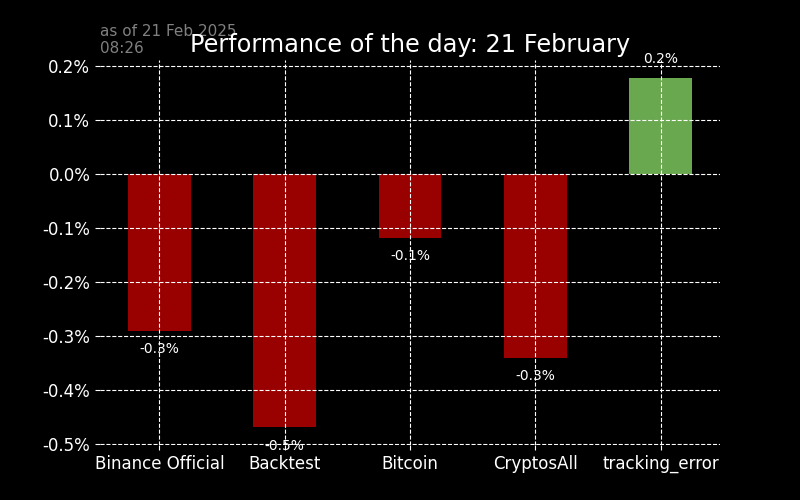 as of 21 Feb 2025
08:26
Performance of the day: 21 February
0.2%
0.2%
0.1%
0.0%
-0.1%
-0.1%
-0.2%
-0.3%
-0.3%
-0.3%
-0.4%
-0.5%
-0.5%
Binance Official
Backtest
Bitcoin
CryptosAll
tracking_error